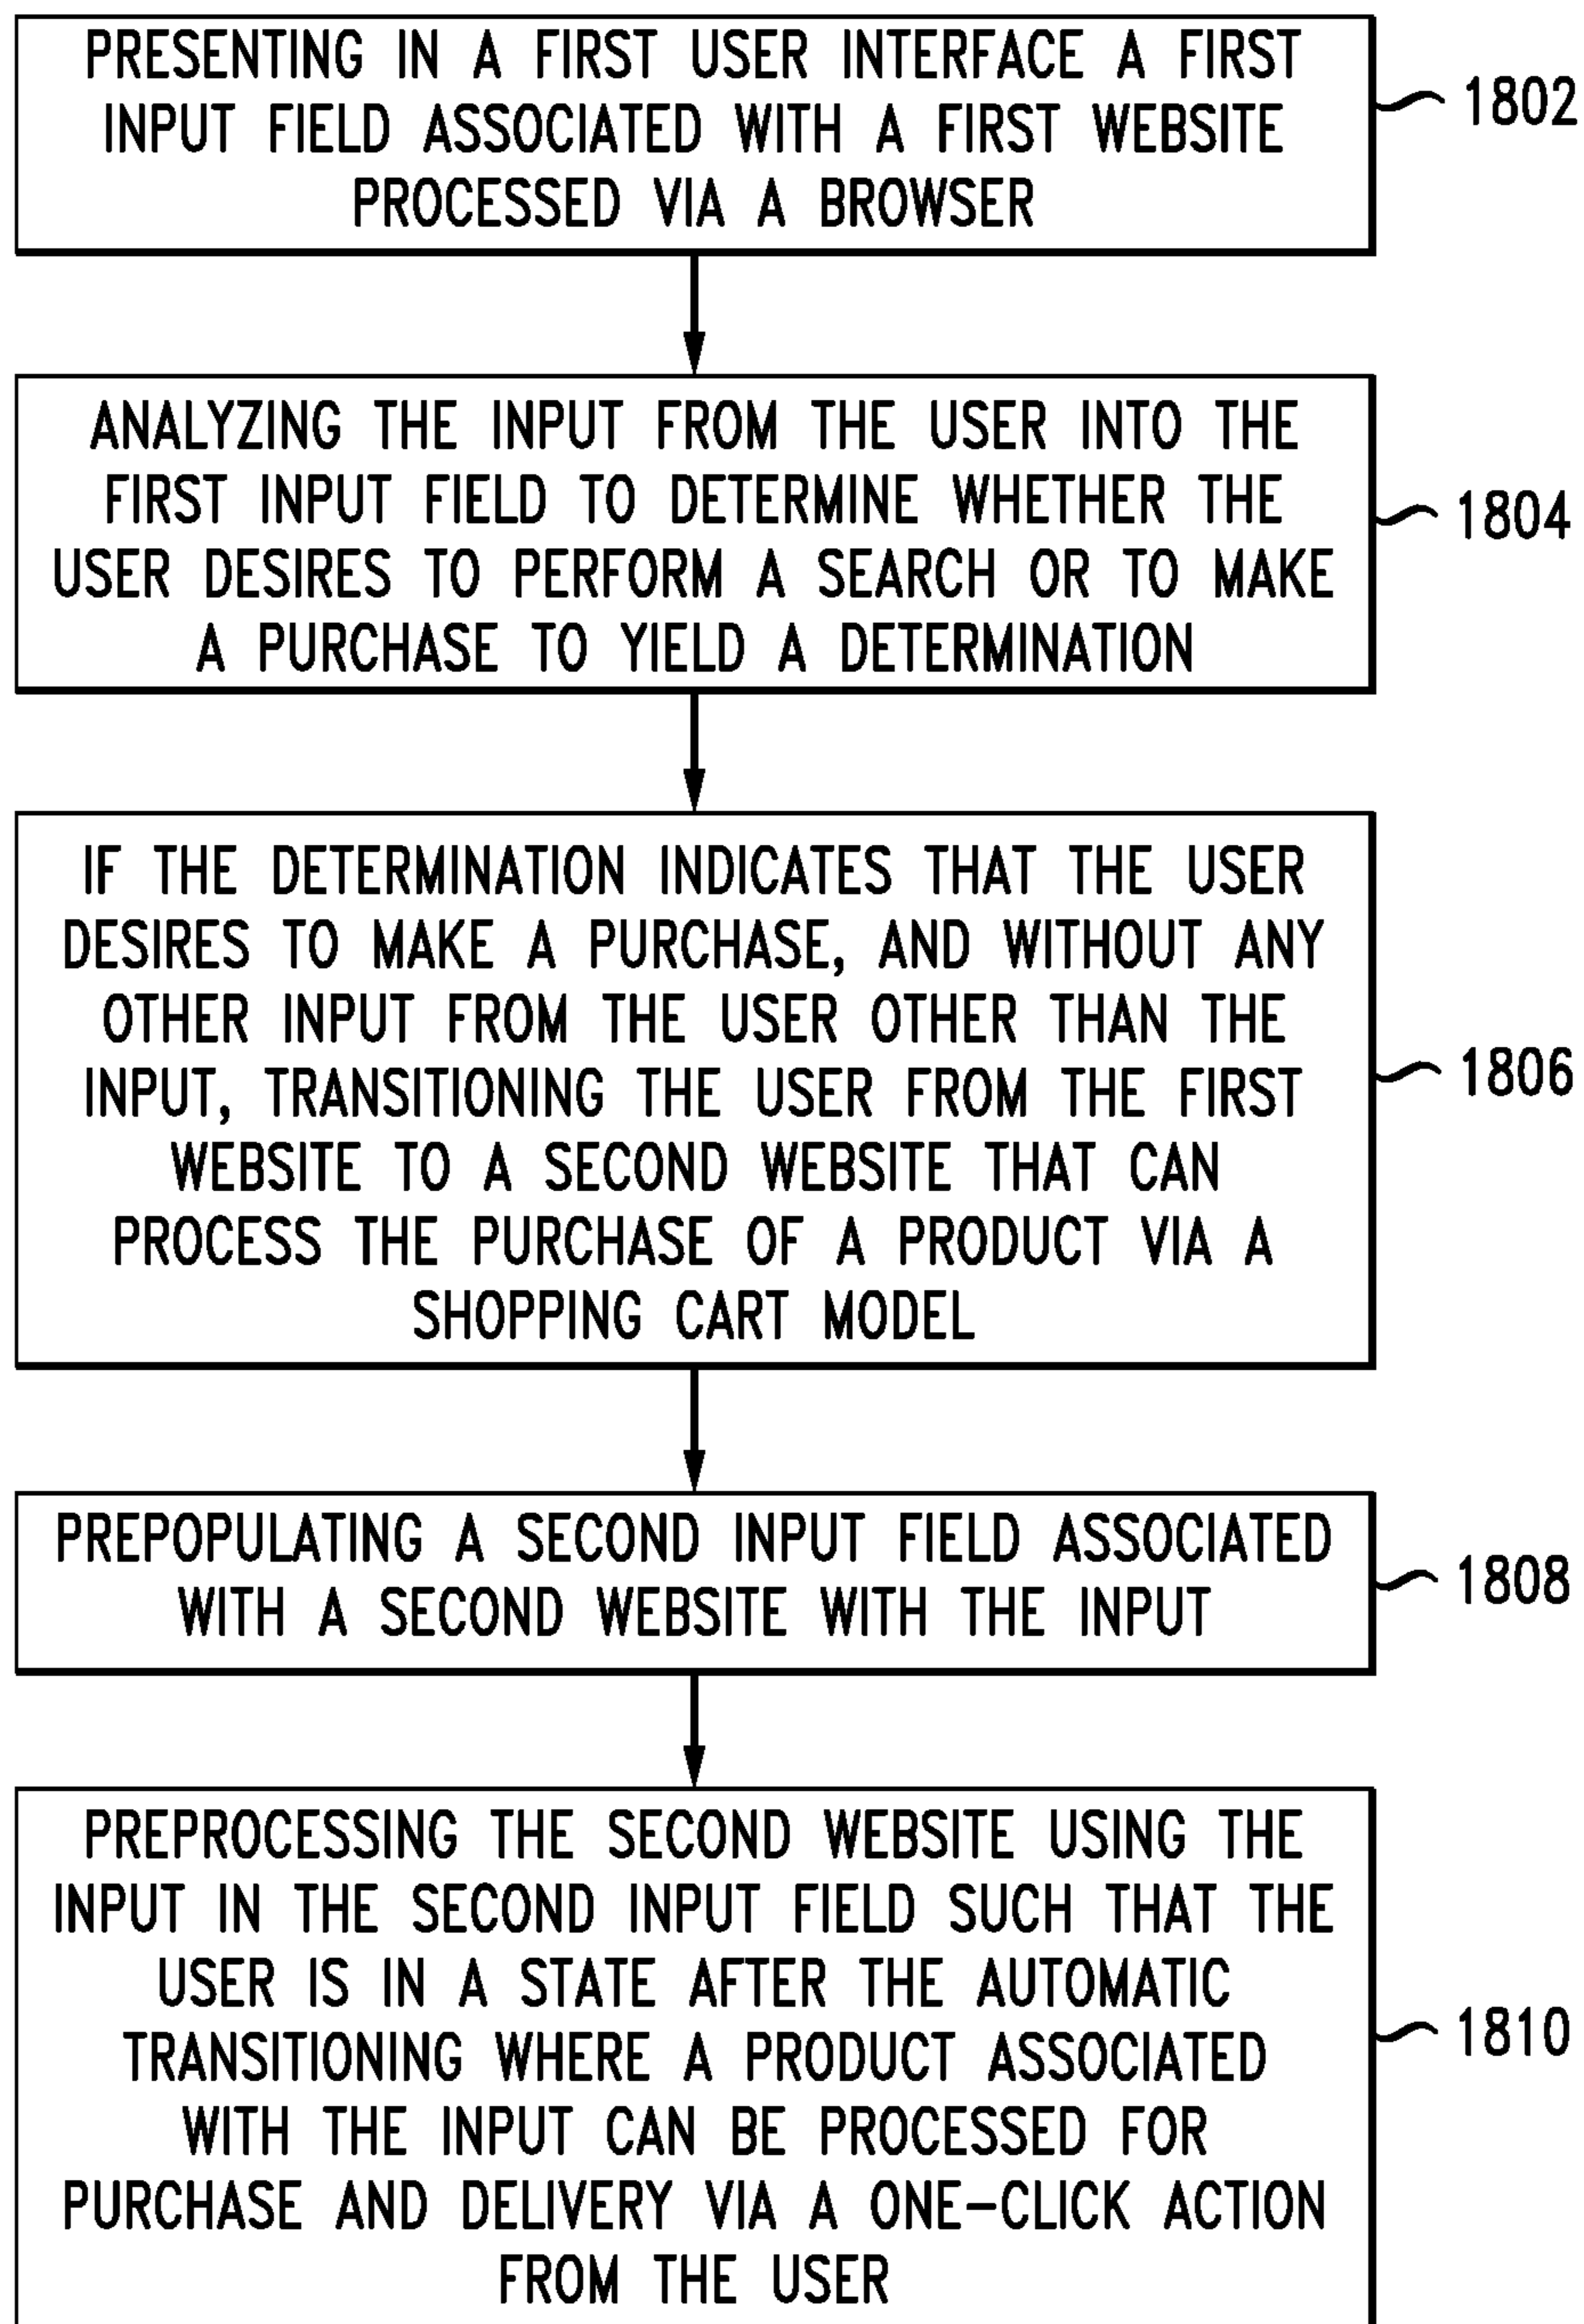 PRESENTING IN A FIRST USER INTERFACE A FIRST
INPUT FIELD ASSOCIATED WITH A FIRST WEBSITE
PROCESSED VIA A BROWSER
1802
ANALYZING THE INPUT FROM THE USER INTO THE
FIRST INPUT FIELD TO DETERMINE WHETHER THE
USER DESIRES TO PERFORM A SEARCH OR TO MAKE
A PURCHASE TO YIELD A DETERMINATION
1804
IF THE DETERMINATION INDICATES THAT THE USER
DESIRES TO MAKE A PURCHASE, AND WITHOUT ANY
OTHER INPUT FROM THE USER OTHER THAN THE
INPUT, TRANSITIONING THE USER FROM THE FIRST
WEBSITE TO A SECOND WEBSITE THAT CAN
PROCESS THE PURCHASE OF A PRODUCT VIA A
SHOPPING CART MODEL
1806
PREPOPULATING A SECOND INPUT FIELD ASSOCIATED
WITH A SECOND WEBSITE WITH THE INPUT
1808
PREPROCESSING THE SECOND WEBSITE USING THE
INPUT IN THE SECOND INPUT FIELD SUCH THAT THE
USER IS IN A STATE AFTER THE AUTOMATIC
TRANSITIONING WHERE A PRODUCT ASSOCIATED
WITH THE INPUT CAN BE PROCESSED FOR
PURCHASE AND DELIVERY VIA A ONE-CLICK ACTION
FROM THE USER
1810